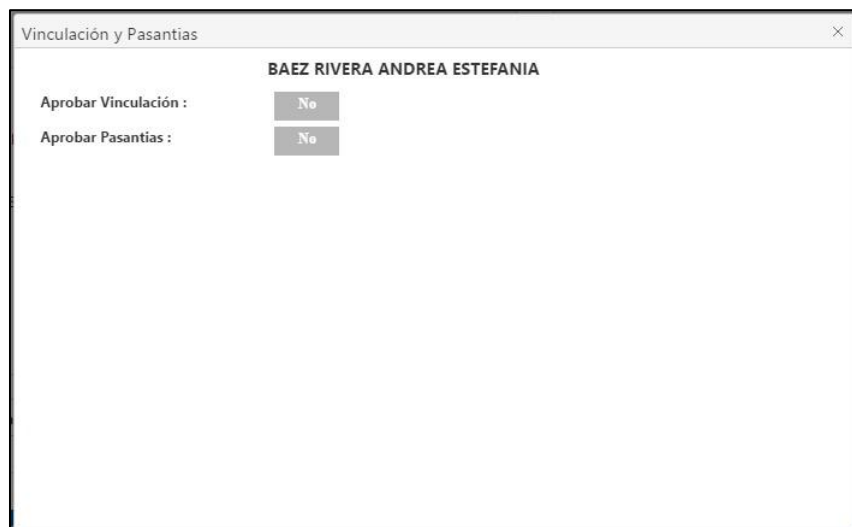 Vinculación y Pasantias
BAEZ RIVERA ANDREA ESTEFANIA
Aprobar Vinculación : No
Aprobar Pasantias : No